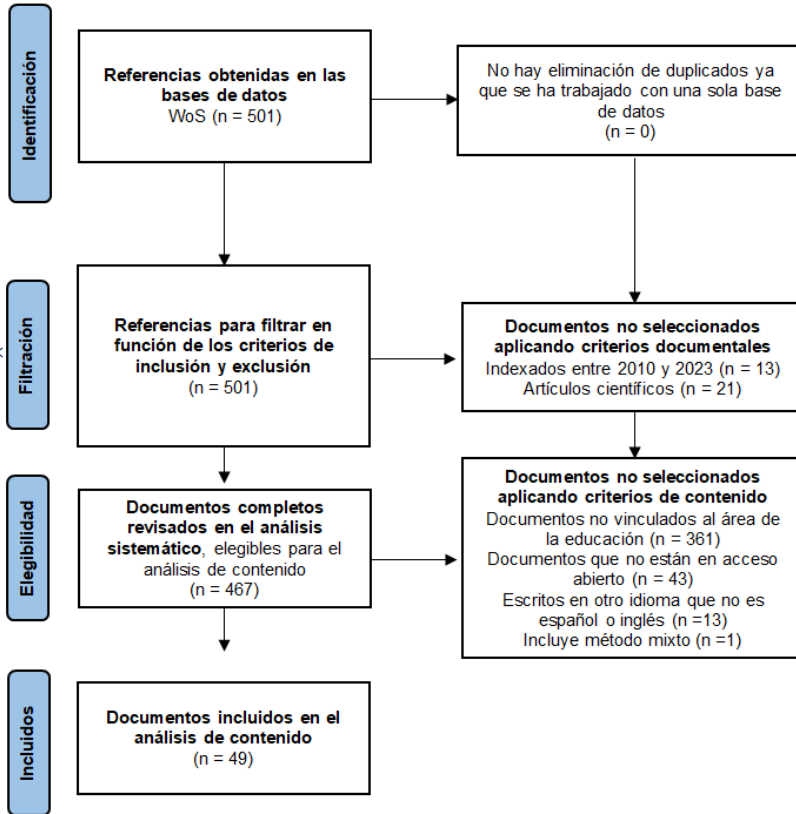 Identificación
Referencias obtenidas en las
bases de datos
WoS (n = 501)
No hay eliminación de duplicados ya
que se ha trabajado con una sola base
de datos
(n = 0)
Filtración
Referencias para filtrar en
función de los criterios de
inclusión y exclusión
(n = 501)
Documentos no seleccionados
aplicando criterios documentales
Indexados entre 2010 y 2023 (n = 13)
Artículos científicos (n = 21)
Elegibilidad
Documentos completos
revisados en el análisis
sistemático, elegibles para el
análisis de contenido
(n = 467)
Documentos no seleccionados
aplicando criterios de contenido
Documentos no vinculados al área de
la educación (n = 361)
Documentos que no están en acceso
abierto (n = 43)
Escritos en otro idioma que no es
español o inglés (n =13)
Incluye método mixto (n =1)
Incluidos
Documentos incluidos en el
análisis de contenido
(n = 49)